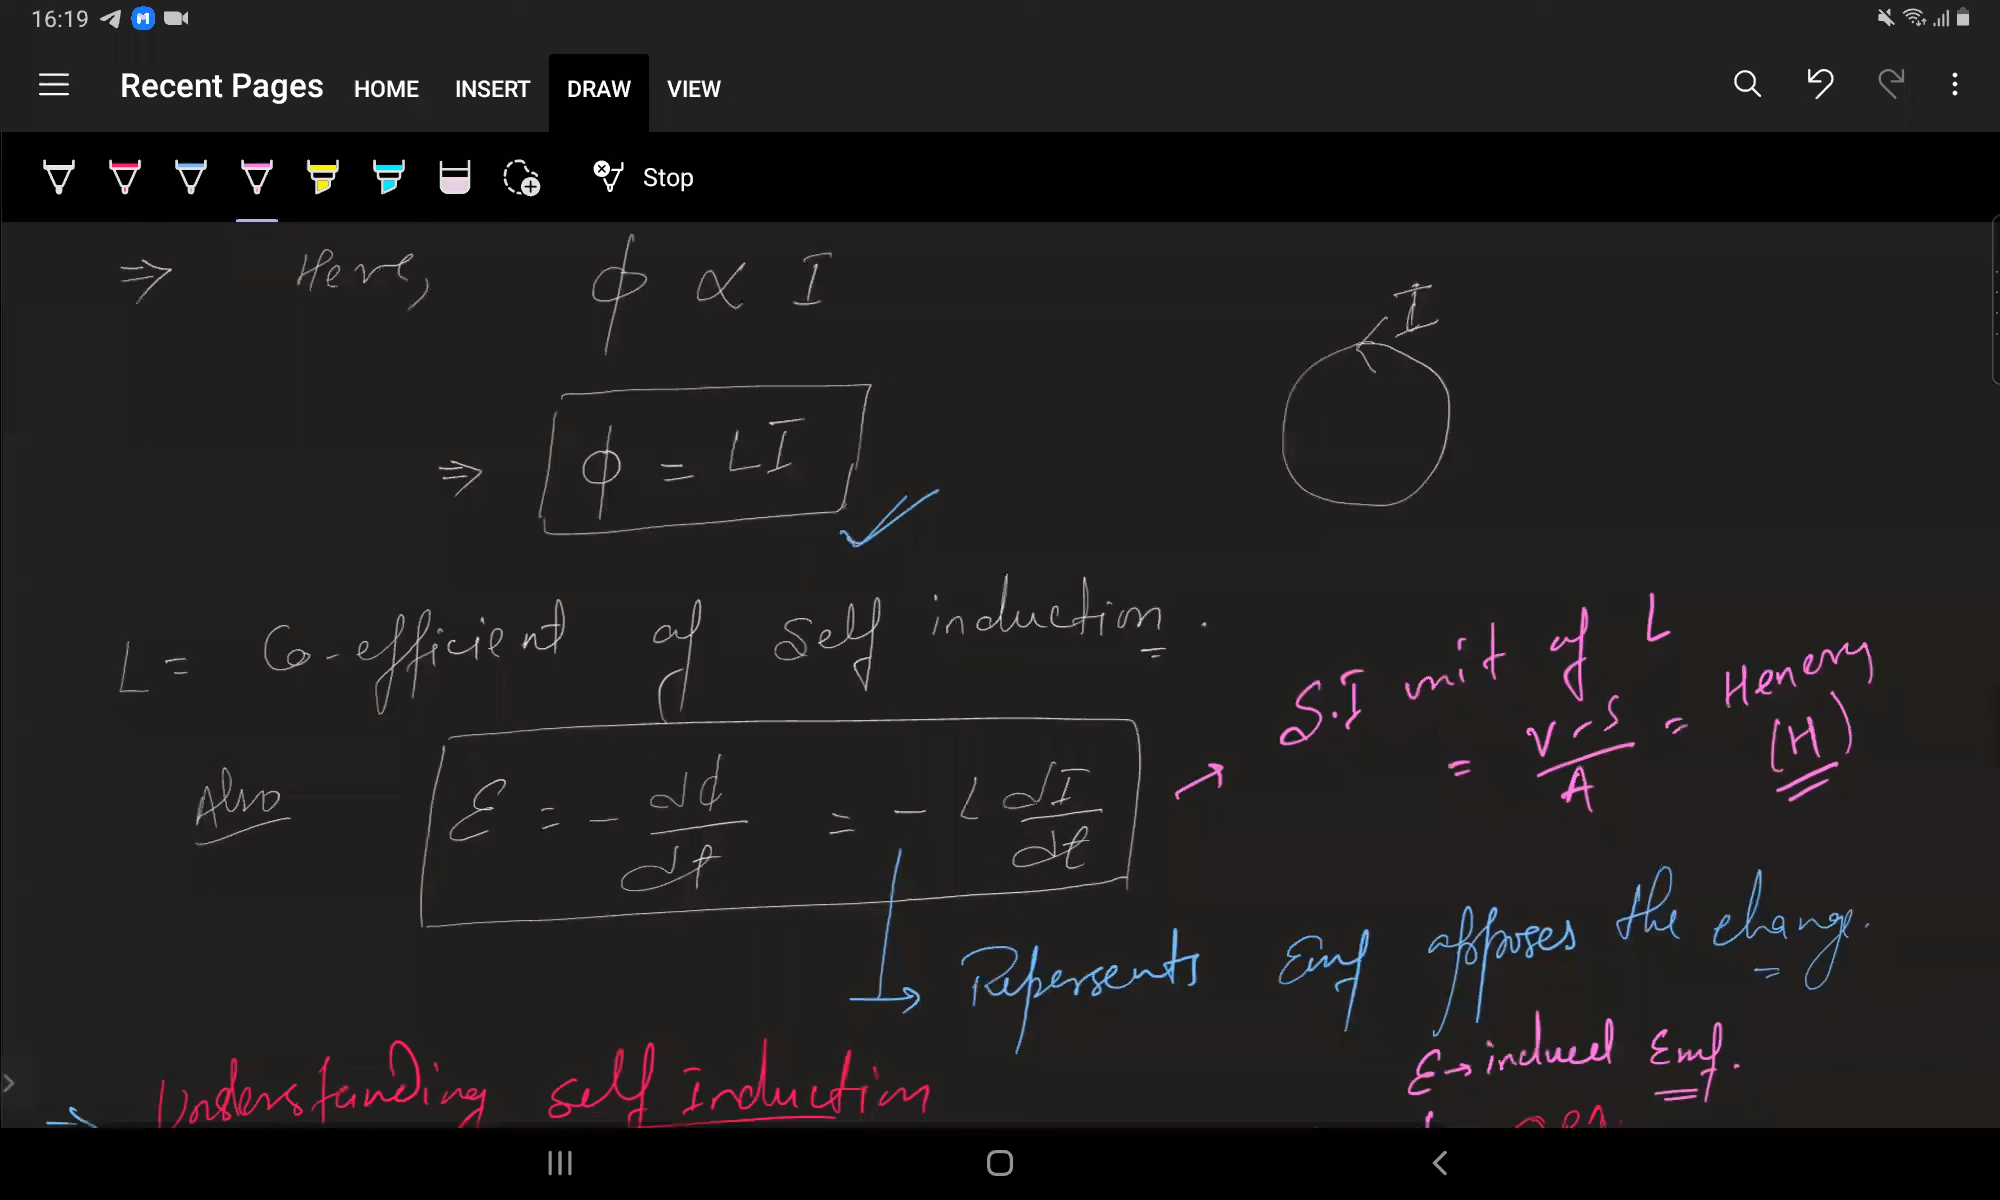 16:19
Recent Pages HOME INSERT DRAW VIEW
Stop
⇒ Here, ϕ ∝ I
I
⇒ ϕ = LI
L = Co-efficient of Self induction.
S.I unit of L
= V-S/A = Henery (H)
Also ℰ = - dϕ/dt = - L dI/dt
Repersents Emf opposes the change.
ℰ → induced Emf.
⇒ Understanding self Induction